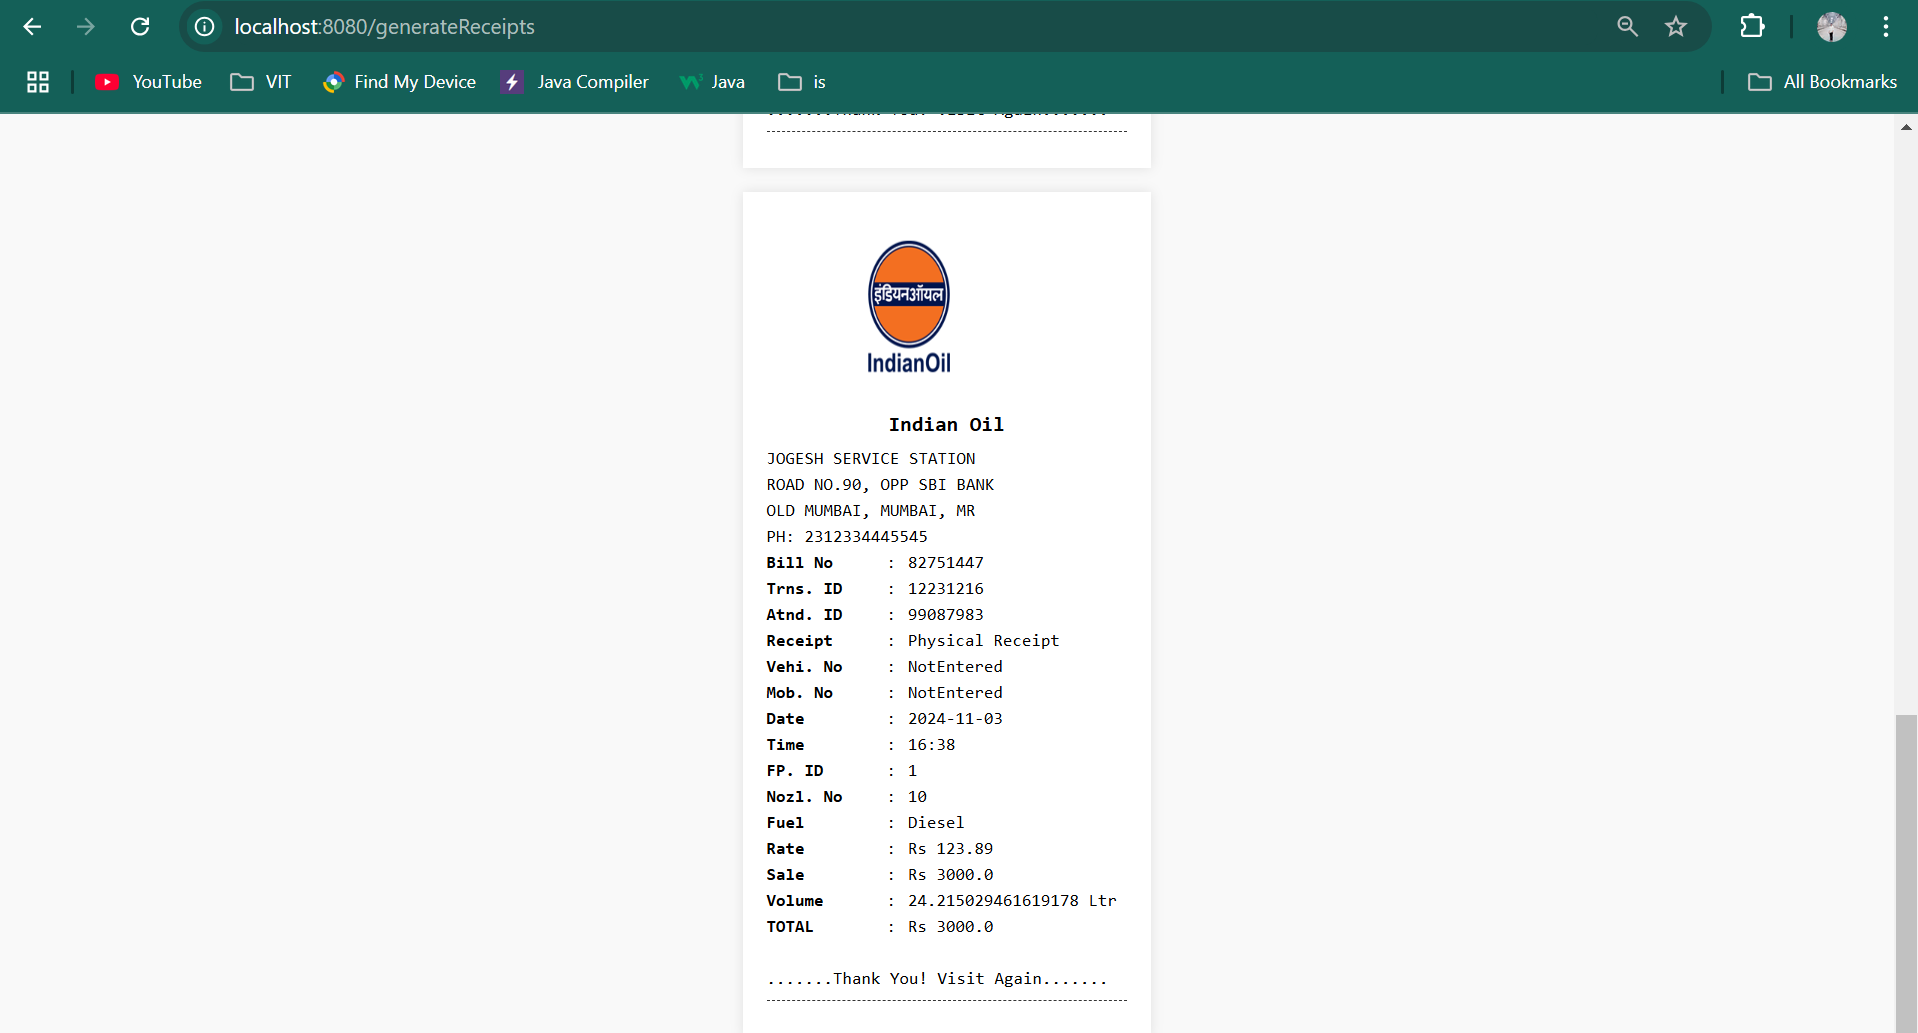 localhost:8080/generateReceipts
YouTube VIT Find My Device Java Compiler Java is All Bookmarks
.......Thank You! Visit Again.......
इंडियनऑयल
IndianOil
Indian Oil
JOGESH SERVICE STATION
ROAD NO.90, OPP SBI BANK
OLD MUMBAI, MUMBAI, MR
PH: 2312334445545
Bill No : 82751447
Trns. ID : 12231216
Atnd. ID : 99087983
Receipt : Physical Receipt
Vehi. No : NotEntered
Mob. No : NotEntered
Date : 2024-11-03
Time : 16:38
FP. ID : 1
Nozl. No : 10
Fuel : Diesel
Rate : Rs 123.89
Sale : Rs 3000.0
Volume : 24.215029461619178 Ltr
TOTAL : Rs 3000.0
.......Thank You! Visit Again.......